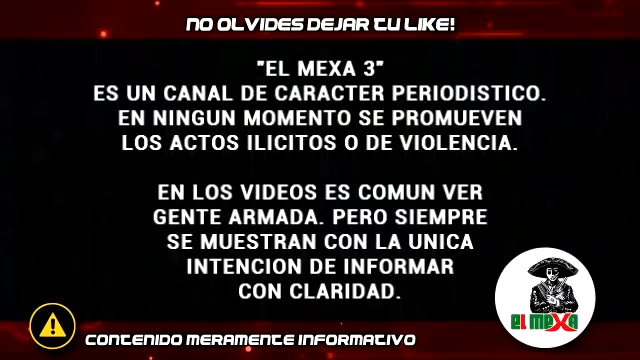 NO OLVIDES DEJAR TU LIKE!
"EL MEXA 3"
ES UN CANAL DE CARACTER PERIODISTICO.
EN NINGUN MOMENTO SE PROMUEVEN
LOS ACTOS ILICITOS O DE VIOLENCIA.
EN LOS VIDEOS ES COMUN VER
GENTE ARMADA. PERO SIEMPRE
SE MUESTRAN CON LA UNICA
INTENCION DE INFORMAR
CON CLARIDAD.
EL MEXA
CONTENIDO MERAMENTE INFORMATIVO